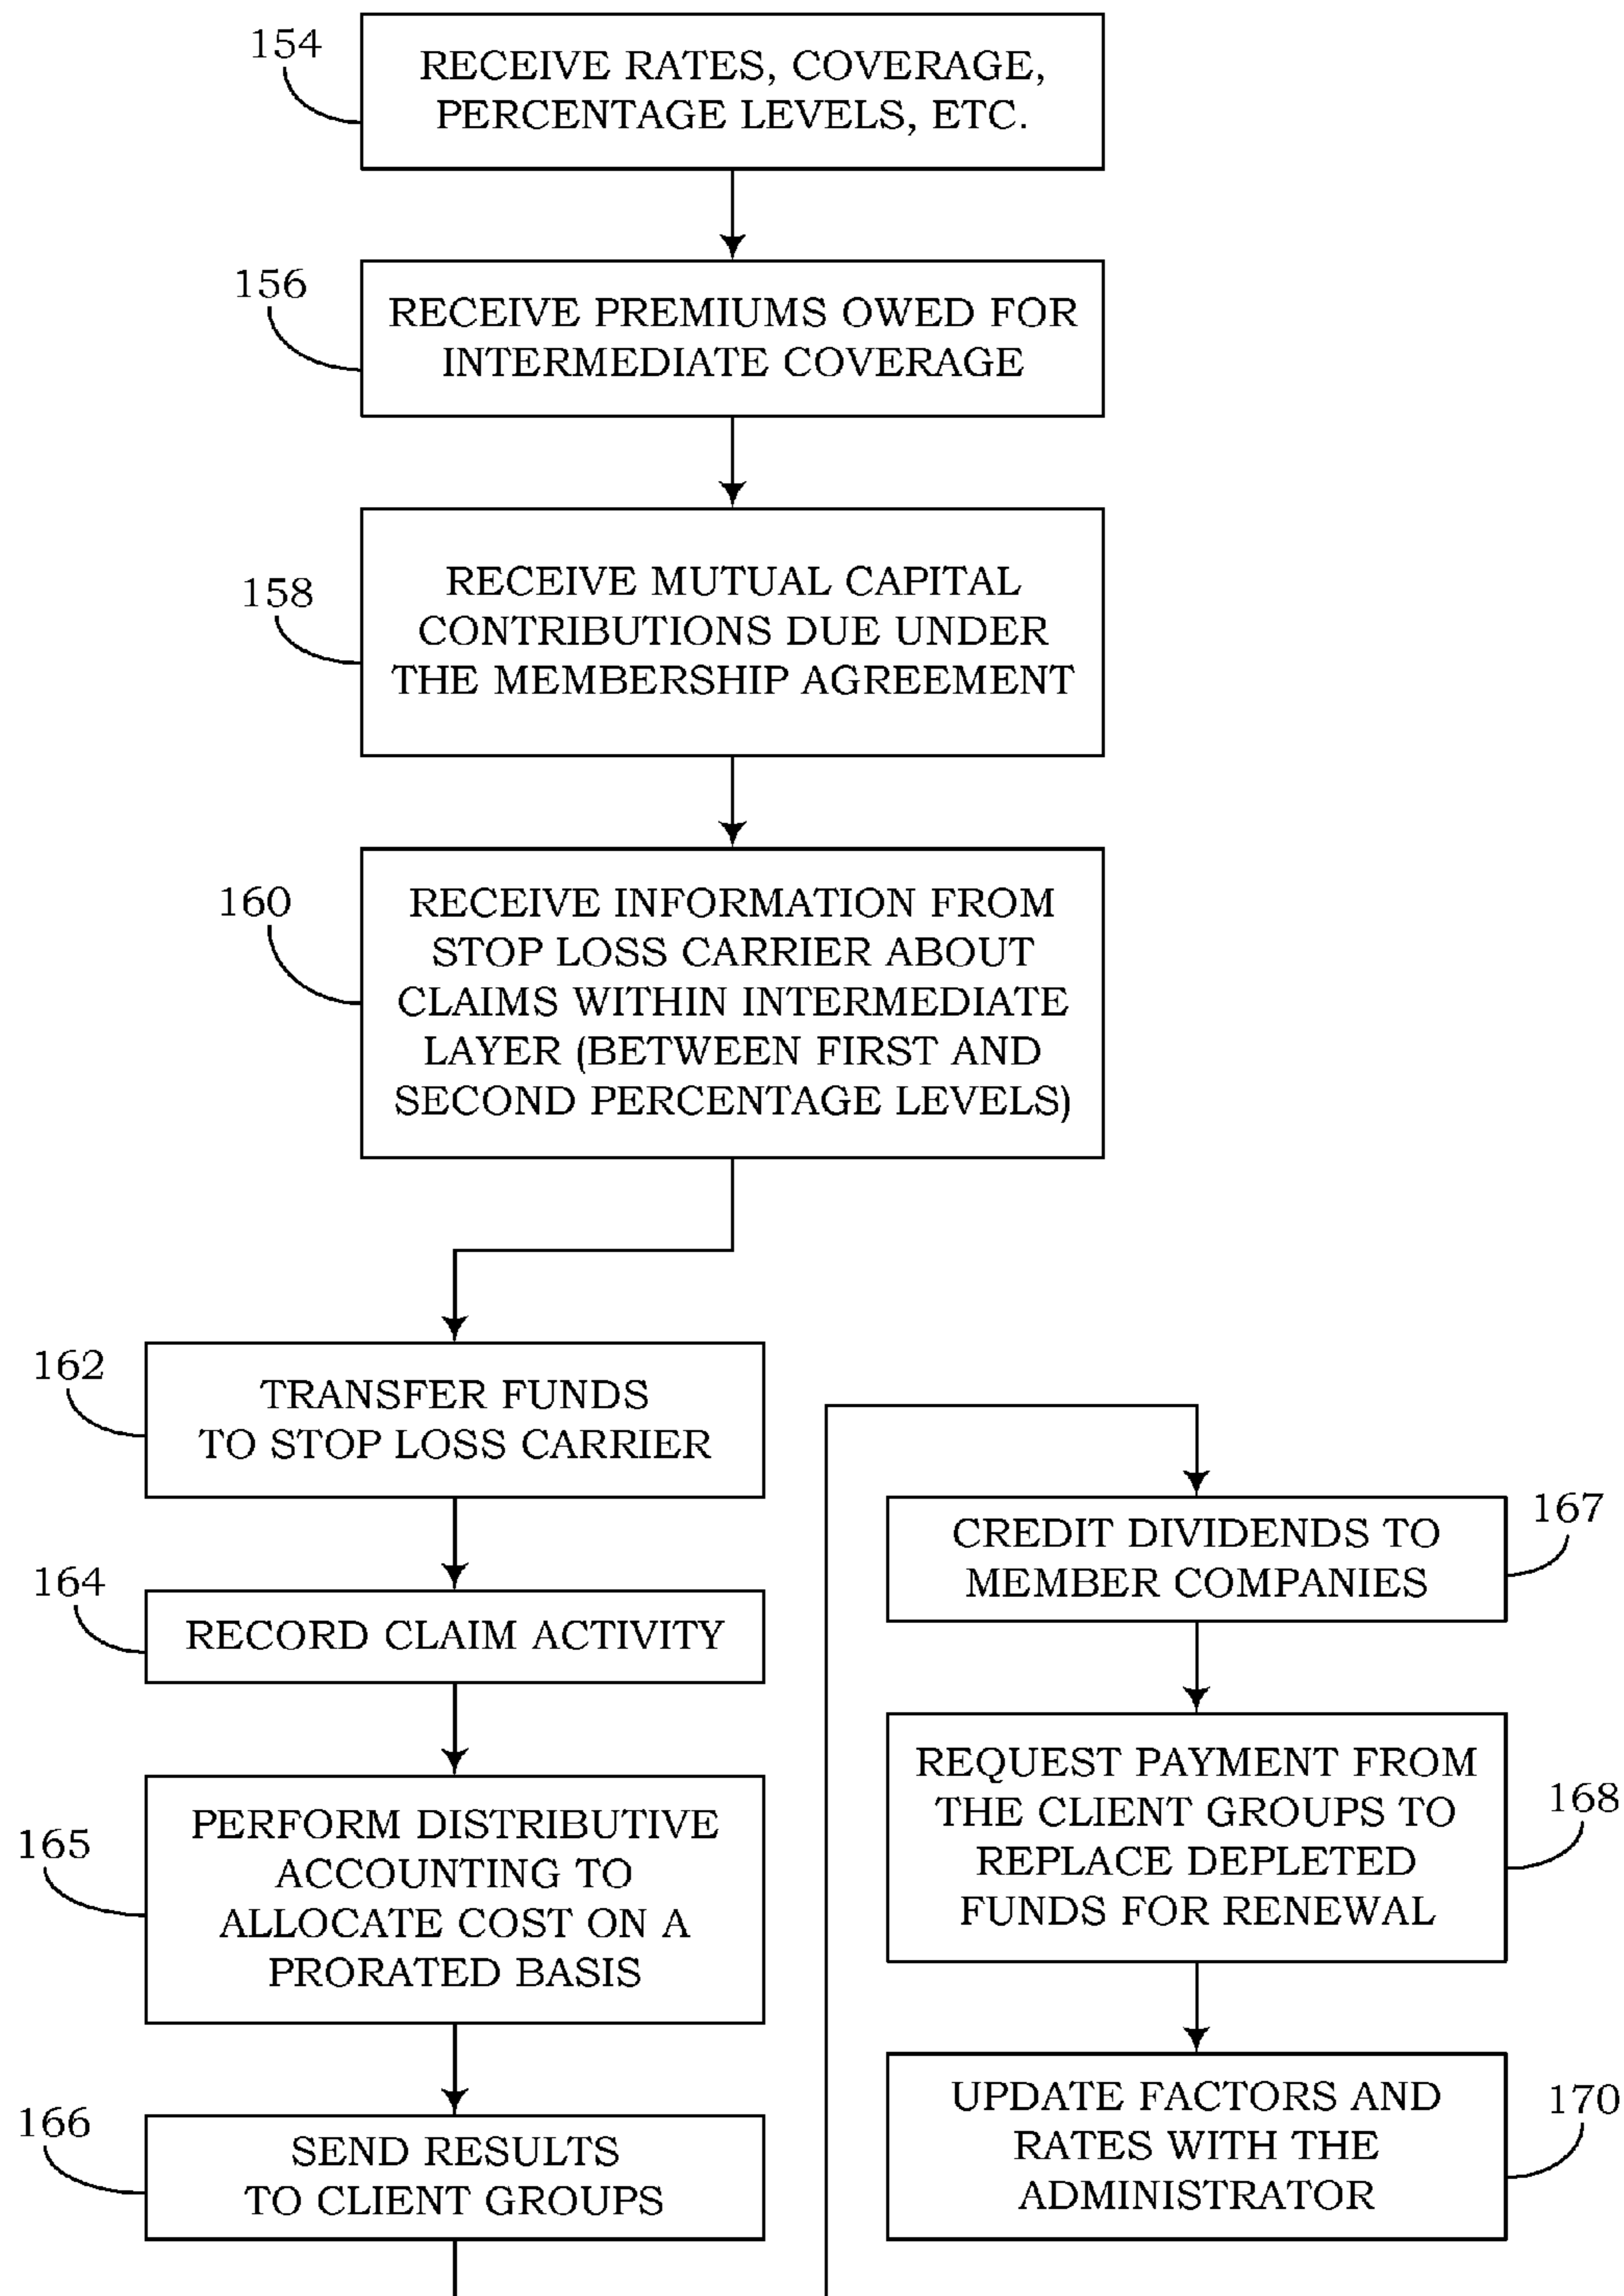 154
RECEIVE RATES, COVERAGE,
PERCENTAGE LEVELS, ETC.
156
RECEIVE PREMIUMS OWED FOR
INTERMEDIATE COVERAGE
158
RECEIVE MUTUAL CAPITAL
CONTRIBUTIONS DUE UNDER
THE MEMBERSHIP AGREEMENT
160
RECEIVE INFORMATION FROM
STOP LOSS CARRIER ABOUT
CLAIMS WITHIN INTERMEDIATE
LAYER (BETWEEN FIRST AND
SECOND PERCENTAGE LEVELS)
162
TRANSFER FUNDS
TO STOP LOSS CARRIER
164
RECORD CLAIM ACTIVITY
165
PERFORM DISTRIBUTIVE
ACCOUNTING TO
ALLOCATE COST ON A
PRORATED BASIS
166
SEND RESULTS
TO CLIENT GROUPS
167
CREDIT DIVIDENDS TO
MEMBER COMPANIES
168
REQUEST PAYMENT FROM
THE CLIENT GROUPS TO
REPLACE DEPLETED
FUNDS FOR RENEWAL
170
UPDATE FACTORS AND
RATES WITH THE
ADMINISTRATOR